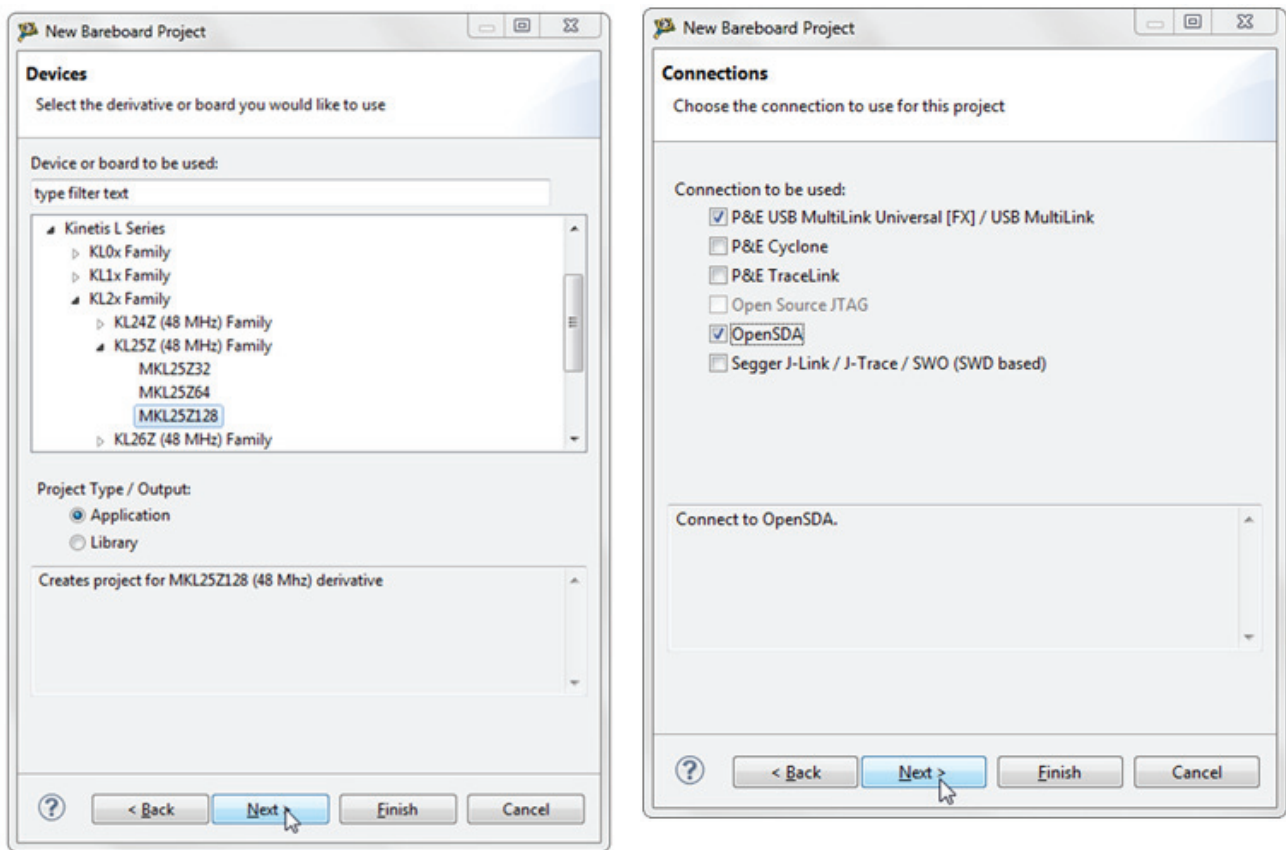 New Bareboard Project
Devices
Select the derivative or board you would like to use
Device or board to be used:
type filter text
Kinetis L Series
KL0x Family
KL1x Family
KL2x Family
KL24Z (48 MHz) Family
KL25Z (48 MHz) Family
MKL25Z32
MKL25Z64
MKL25Z128
KL26Z (48 MHz) Family
Project Type / Output:
Application
Library
Creates project for MKL25Z128 (48 Mhz) derivative
? < Back Next > Finish Cancel
New Bareboard Project
Connections
Choose the connection to use for this project
Connection to be used:
P&E USB MultiLink Universal [FX] / USB MultiLink
P&E Cyclone
P&E TraceLink
Open Source JTAG
OpenSDA
Segger J-Link / J-Trace / SWO (SWD based)
Connect to OpenSDA.
? < Back Next > Finish Cancel